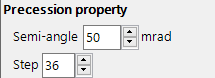 Precession property
Semi-angle 50 mrad
Step 36